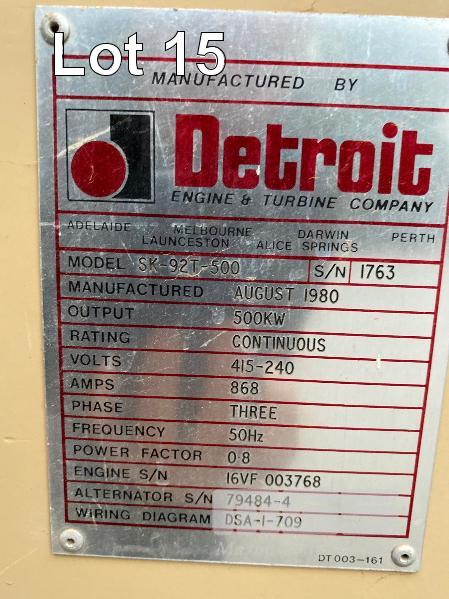 Lot 15
MANUFACTURED BY
Detroit
ENGINE & TURBINE COMPANY
ADELAIDE MELBOURNE DARWIN PERTH
LAUNCESTON ALICE SPRINGS
MODEL SK-92T-500 S/N 1763
MANUFACTURED AUGUST 1980
OUTPUT 500KW
RATING CONTINUOUS
VOLTS 415-240
AMPS 868
PHASE THREE
FREQUENCY 50Hz
POWER FACTOR 0·8
ENGINE S/N 16VF 003768
ALTERNATOR S/N 79484-4
WIRING DIAGRAM DSA-1-709
DT003-161